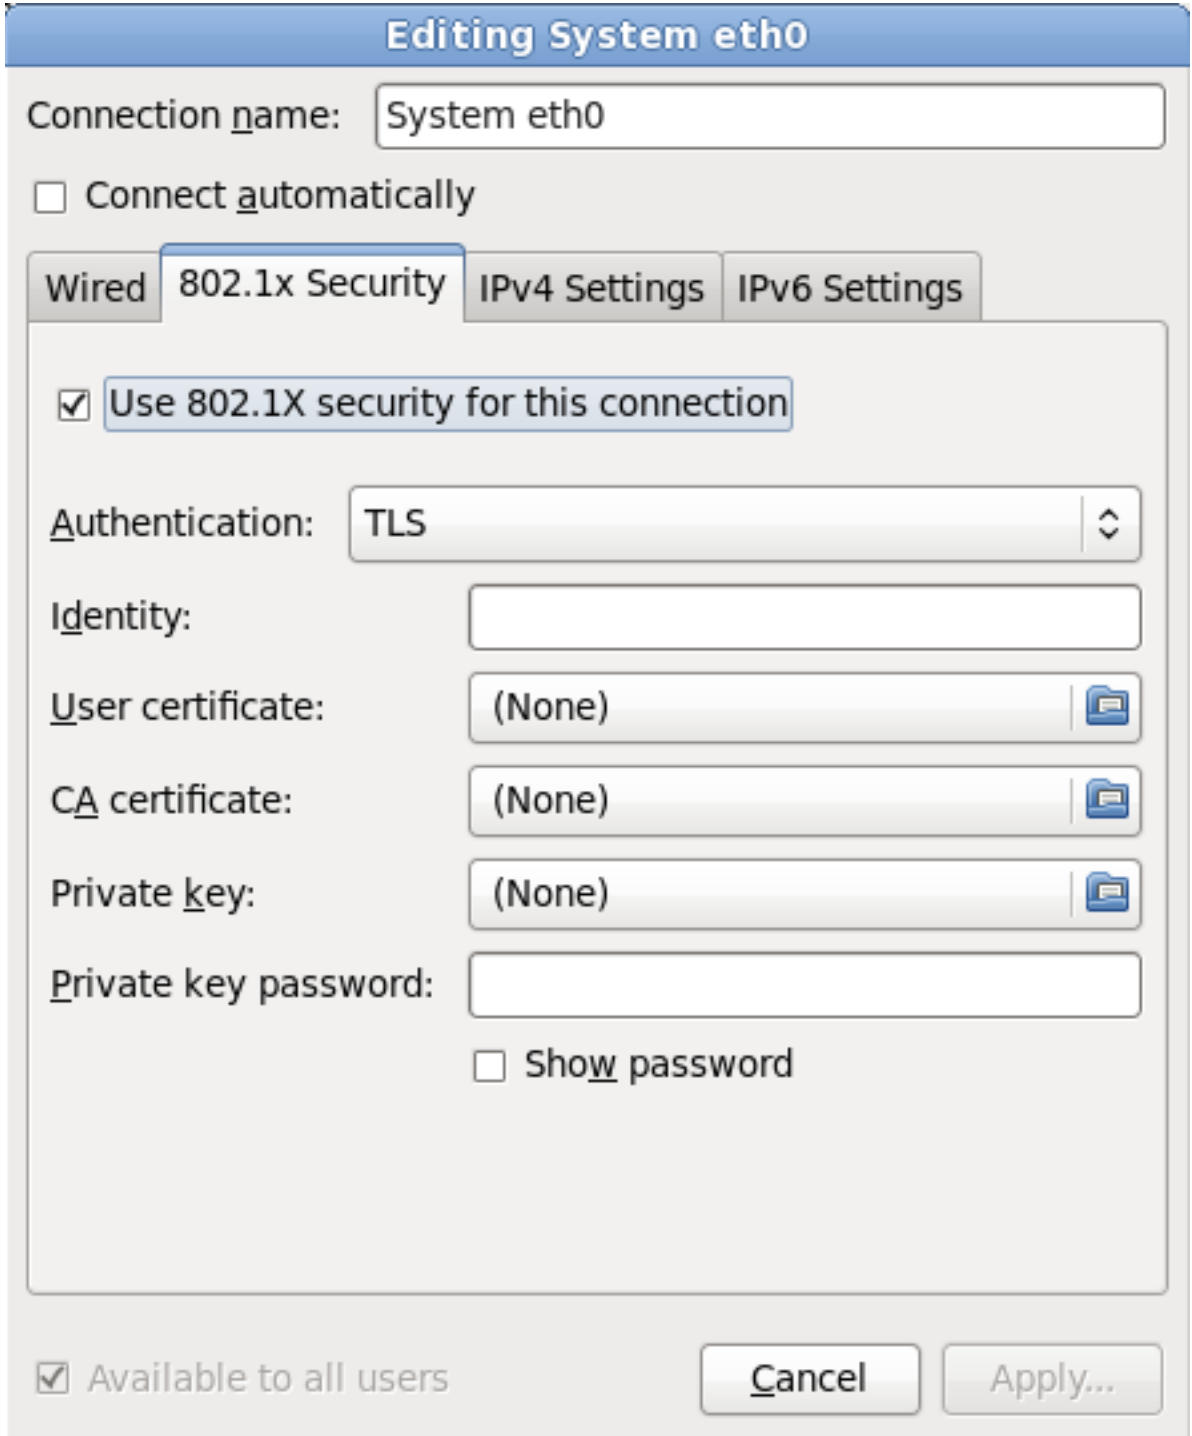 Editing System eth0
Connection name: System eth0
Connect automatically
Wired 802.1x Security IPv4 Settings IPv6 Settings
Use 802.1X security for this connection
Authentication: TLS
Identity:
User certificate: (None)
CA certificate: (None)
Private key: (None)
Private key password:
Show password
Available to all users Cancel Apply...